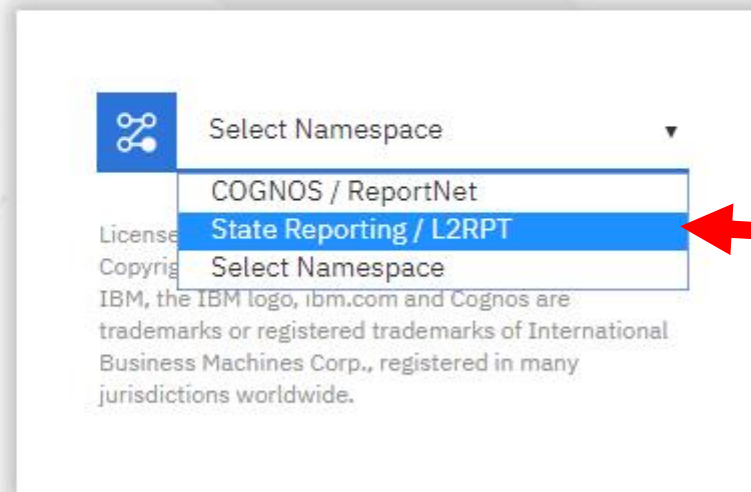 Select Namespace ▼
COGNOS / ReportNet
State Reporting / L2RPT
Select Namespace
License
Copyrig
IBM, the IBM logo, ibm.com and Cognos are
trademarks or registered trademarks of International
Business Machines Corp., registered in many
jurisdictions worldwide.